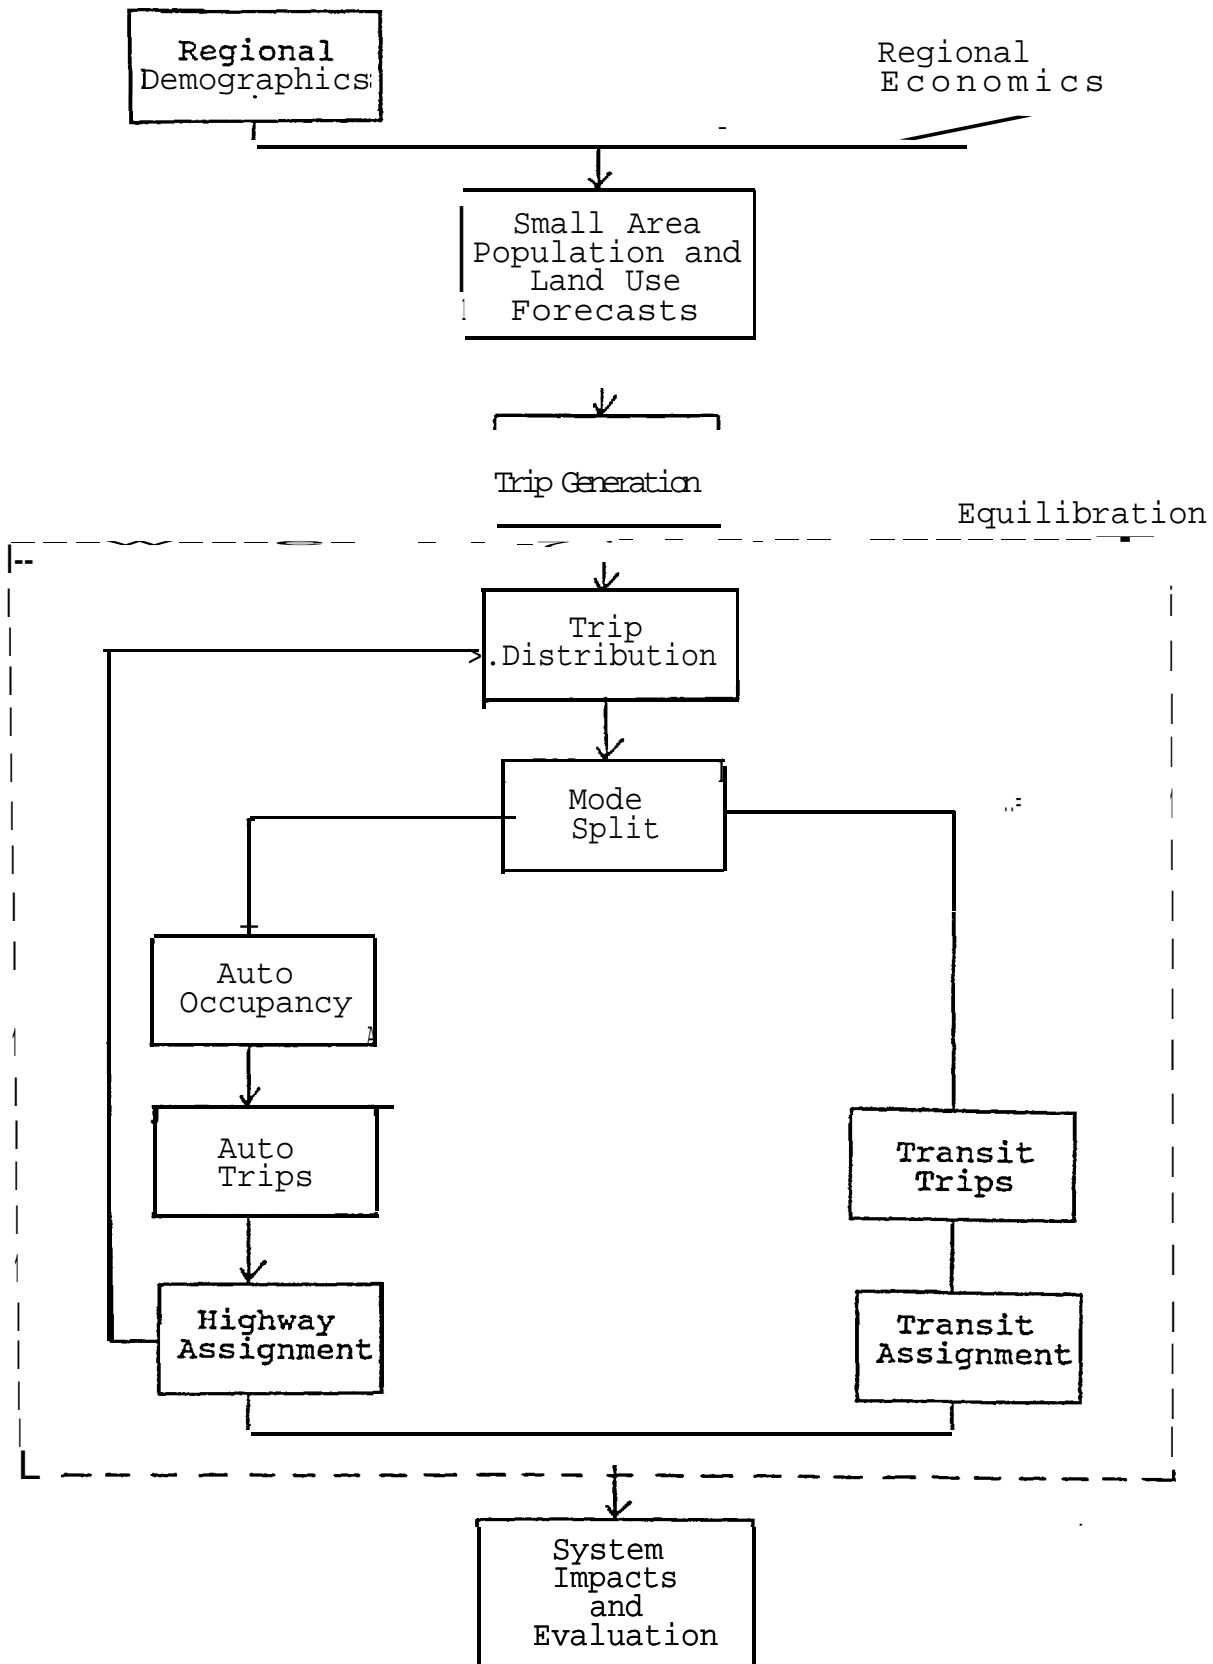 Regional
Demographics
Regional
Economics
Small Area
Population and
Land Use
Forecasts
Trip Generation
Equilibration
Trip
.Distribution
Mode
Split
Auto
Occupancy
Auto
Trips
Transit
Trips
Highway
Assignment
Transit
Assignment
System
Impacts
and
Evaluation